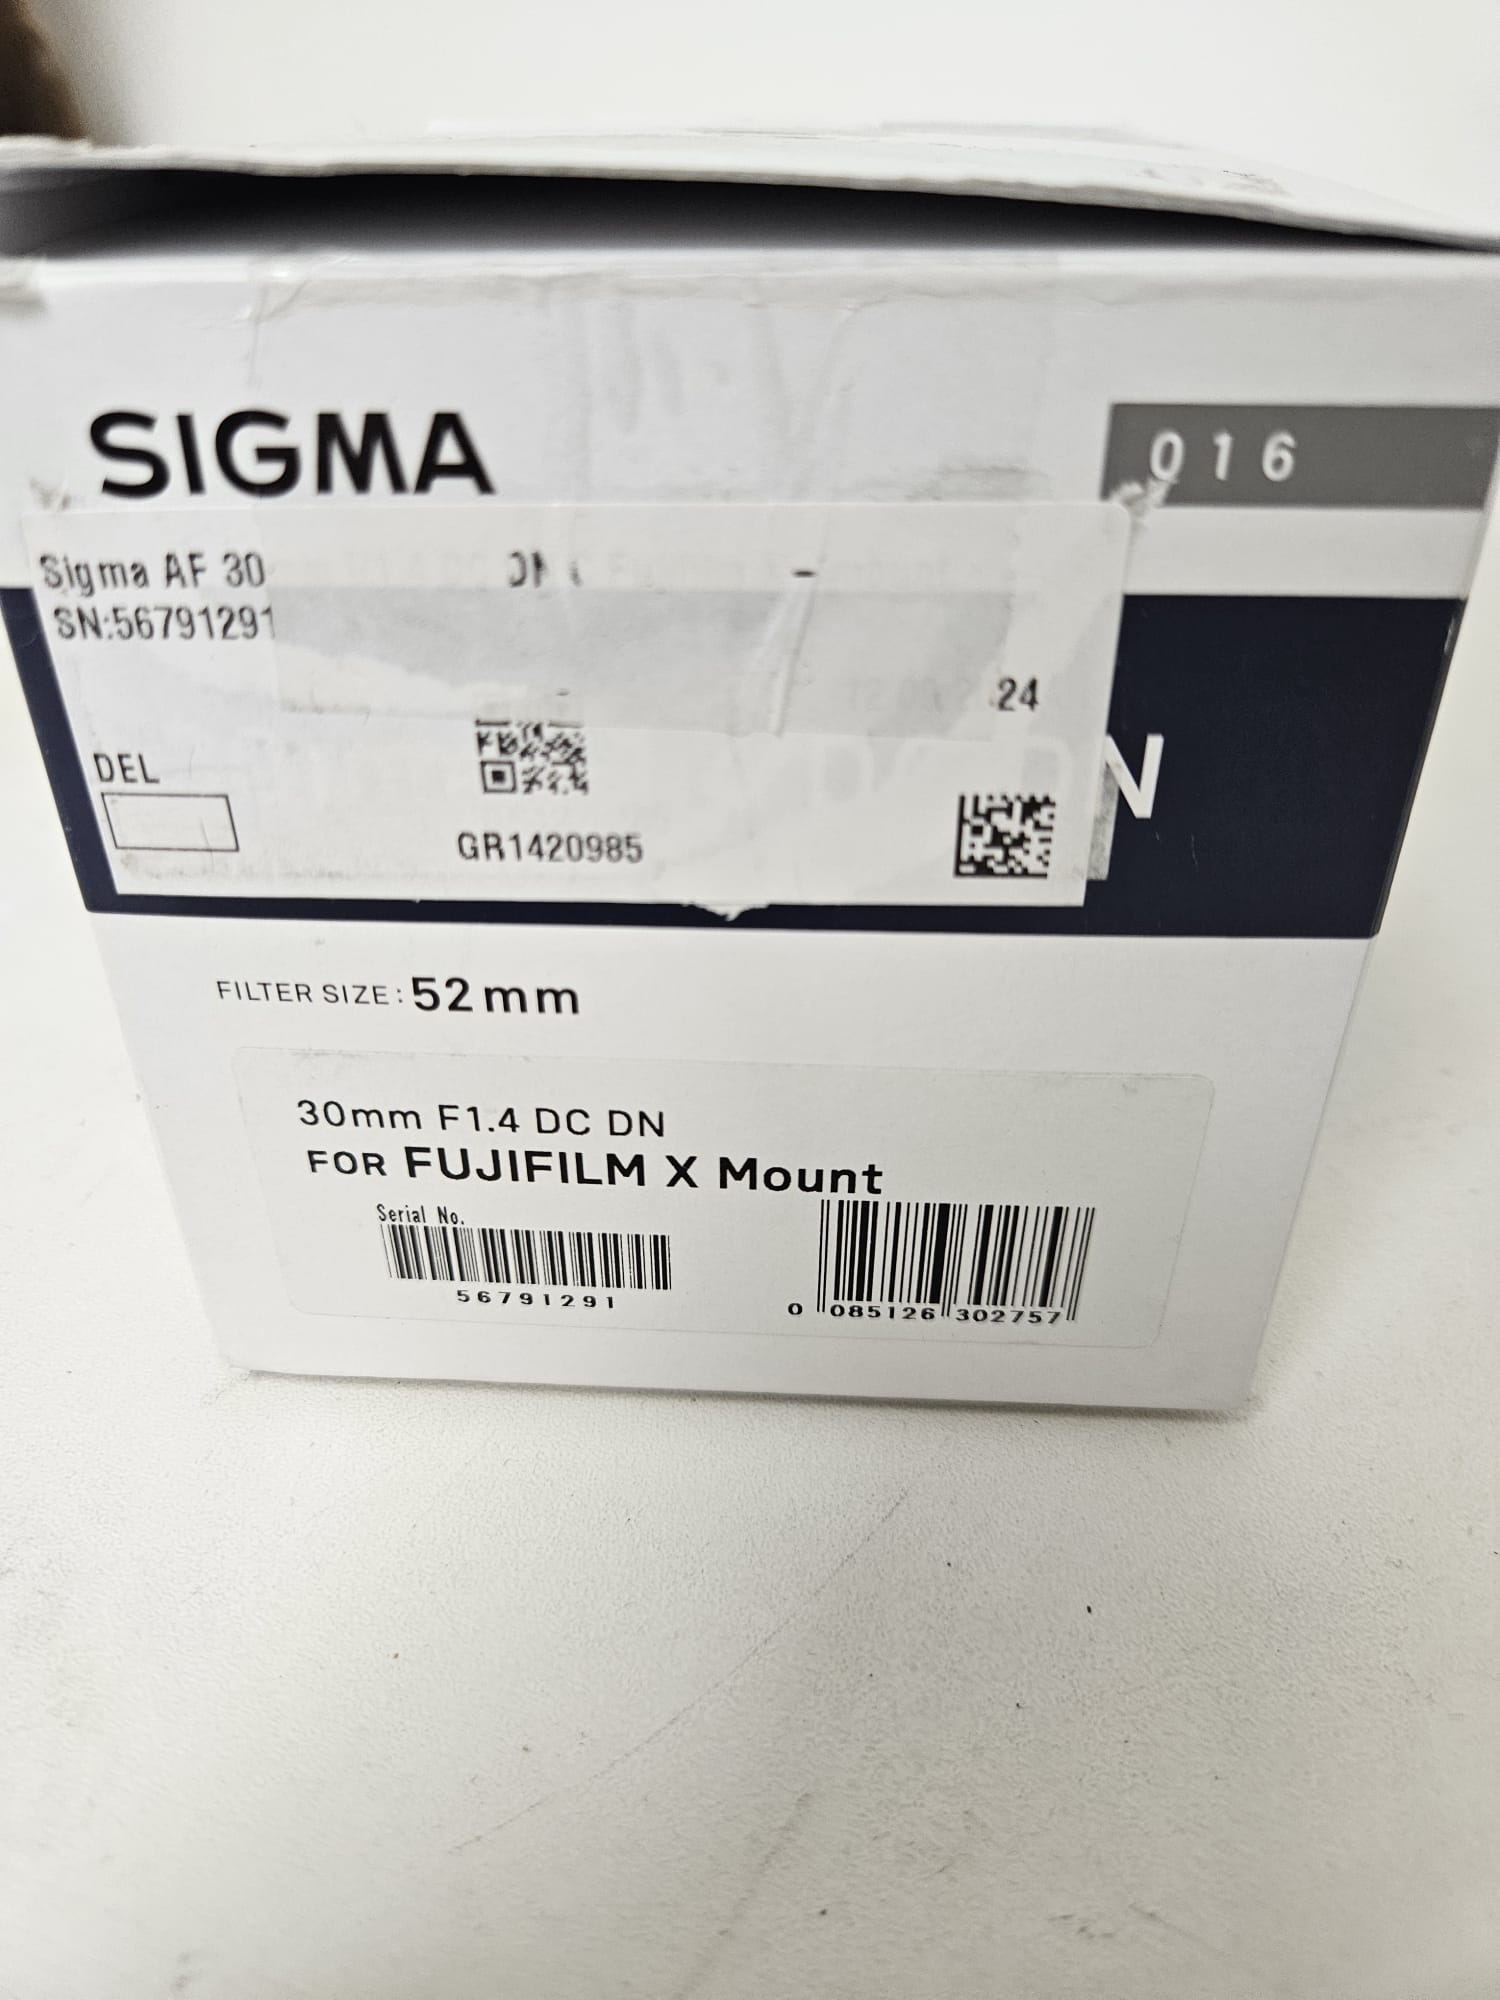 SIGMA
016
Sigma AF 30
SN:56791291
24
N
DEL
GR1420985
FILTER SIZE: 52mm
30mm F1.4 DC DN
FOR FUJIFILM X Mount
Serial No.
56791291
0 085126 302757